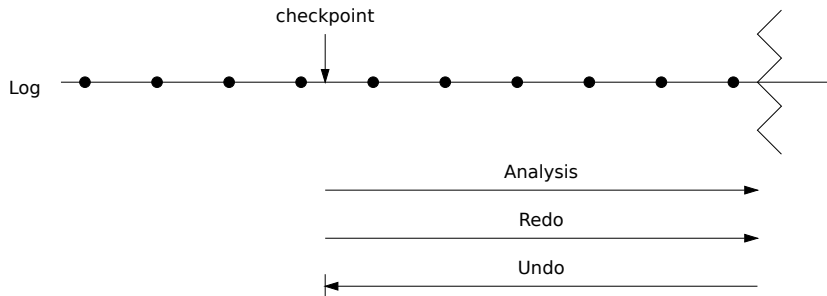 checkpoint
Log
Analysis
Redo
Undo